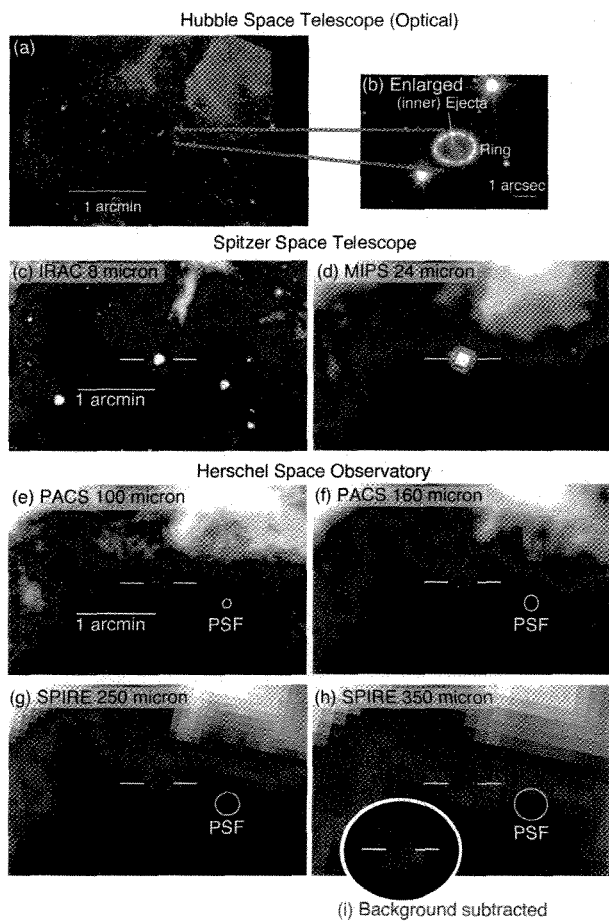 Hubble Space Telescope (Optical)
(a)
(b) Enlarged
(inner) Ejecta
Ring
1 arcsec
1 arcmin
Spitzer Space Telescope
(c) IRAC 8 micron
(d) MIPS 24 micron
1 arcmin
Herschel Space Observatory
(e) PACS 100 micron
(f) PACS 160 micron
1 arcmin
PSF
PSF
(g) SPIRE 250 micron
(h) SPIRE 350 micron
PSF
PSF
(i) Background subtracted